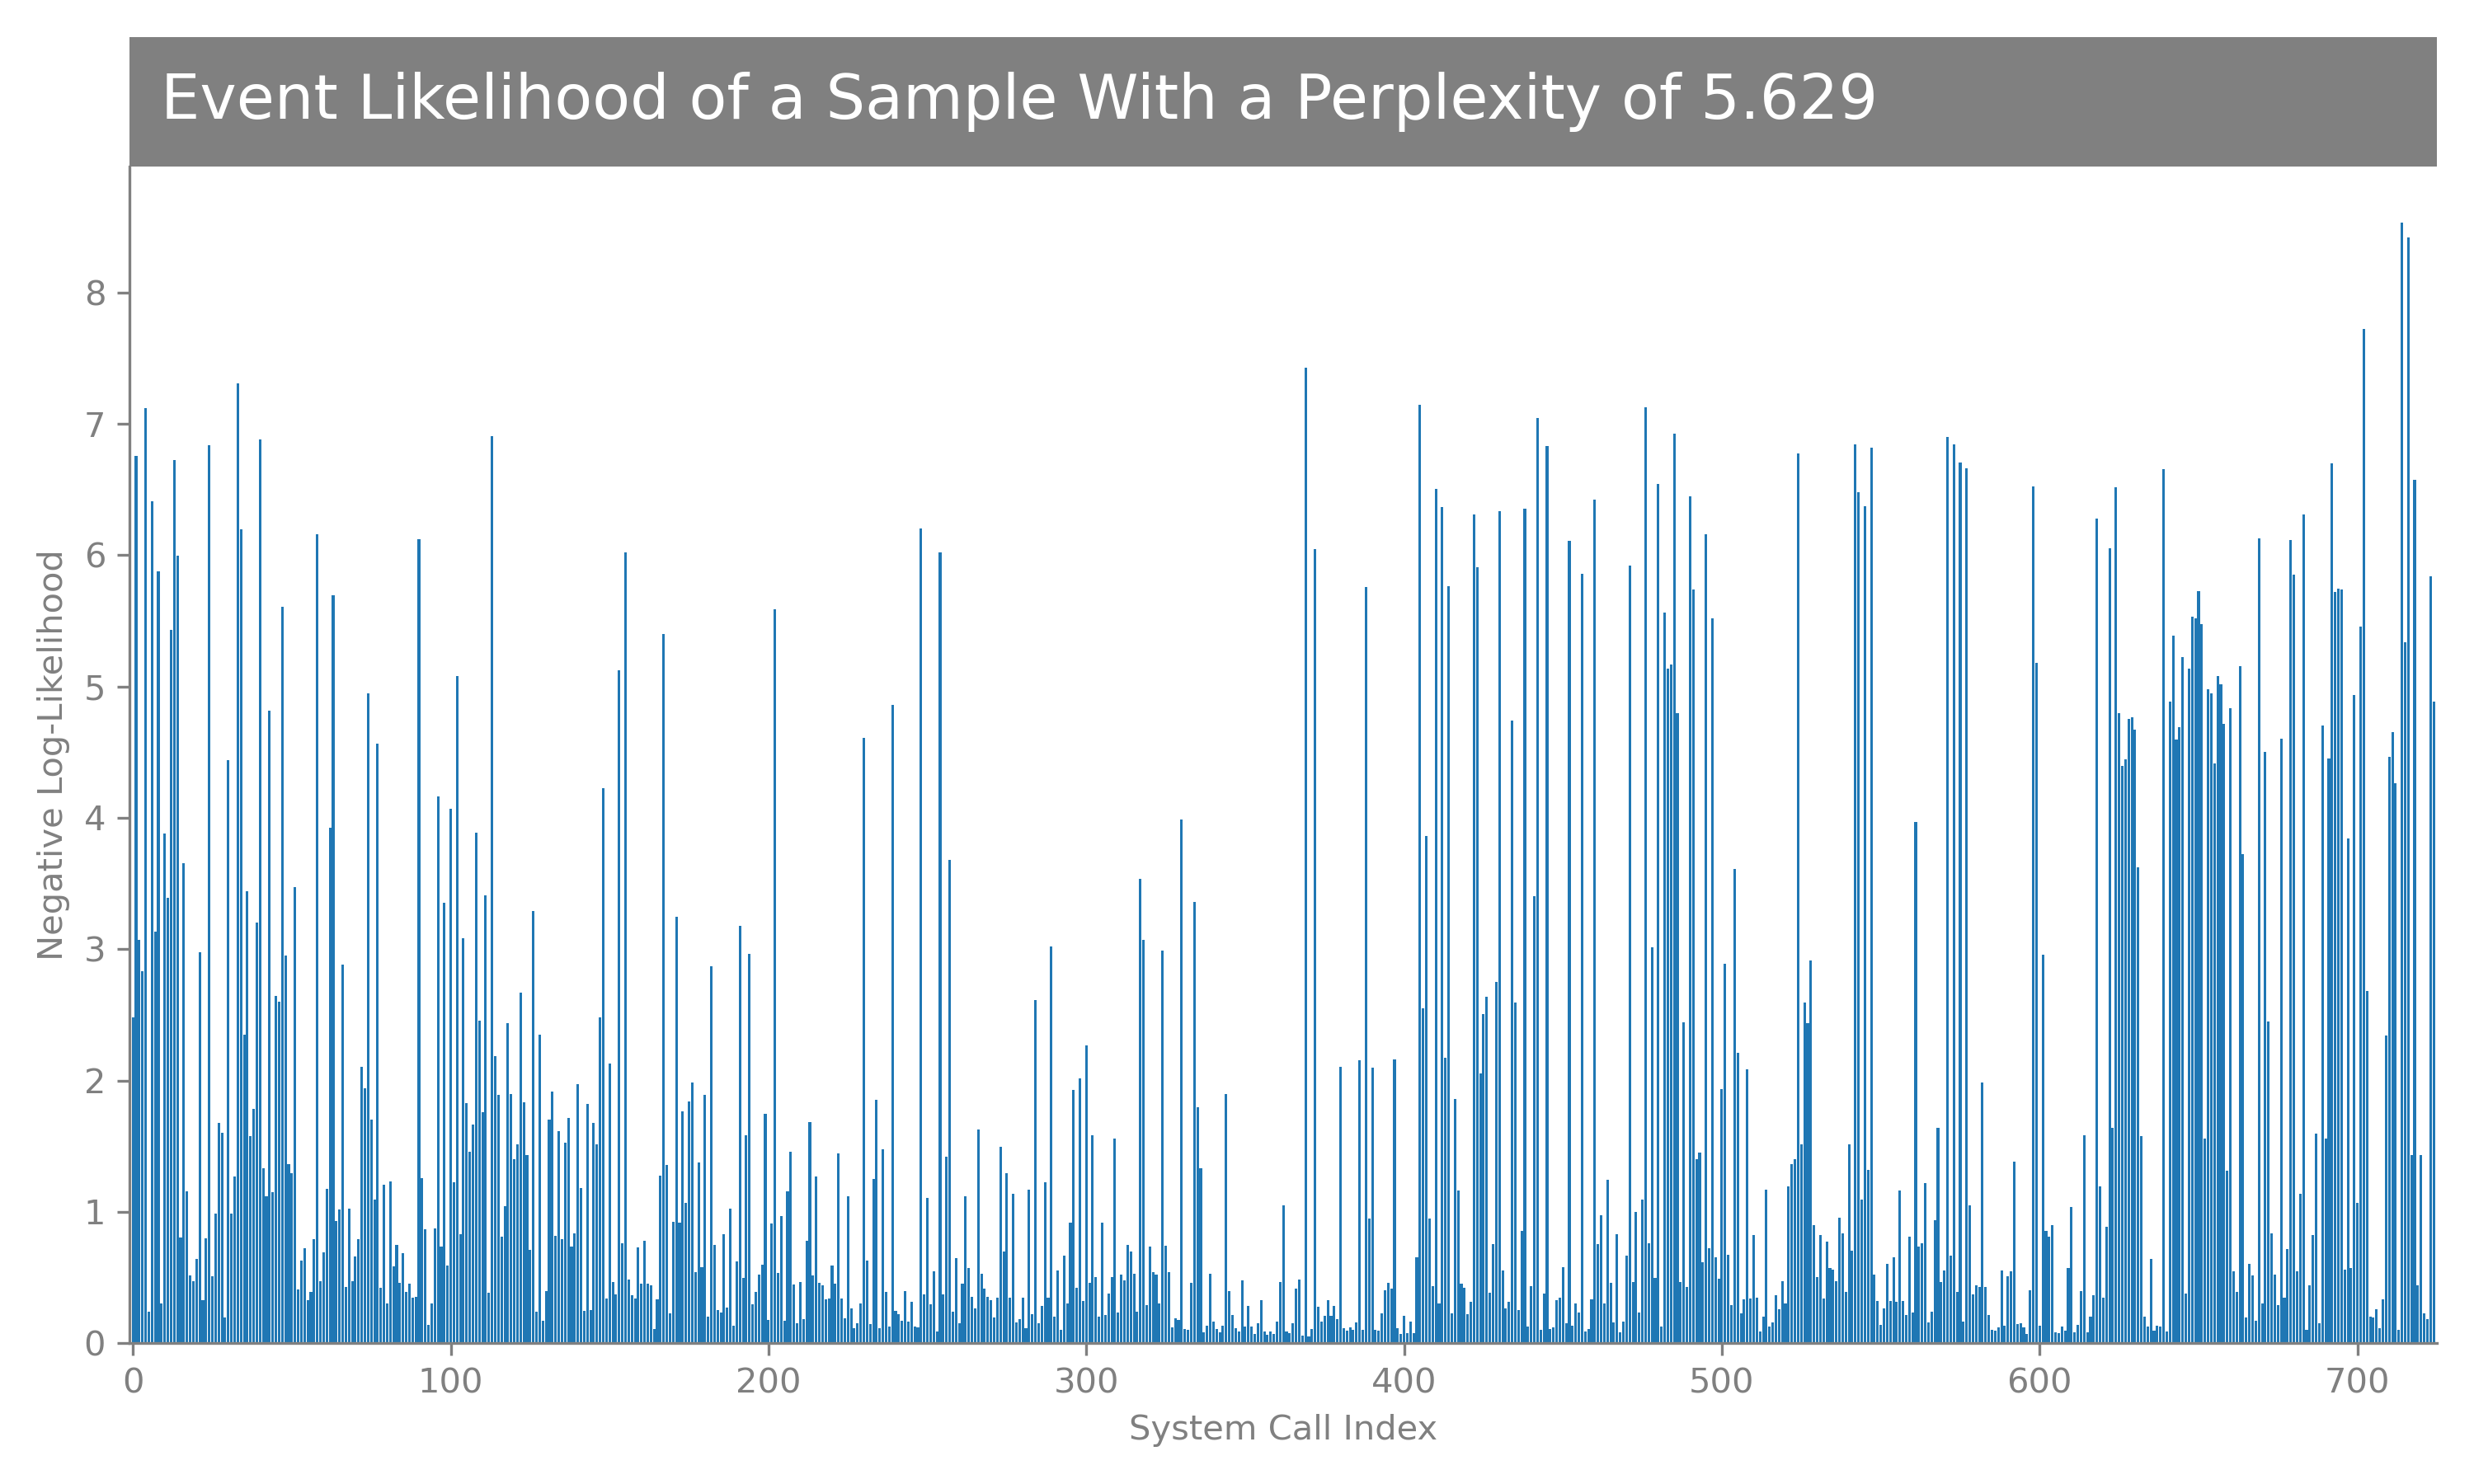 Event Likelihood of a Sample With a Perplexity of 5.629
Negative Log-Likelihood
8
7
6
5
4
3
2
1
0
0 100 200 300 400 500 600 700
System Call Index